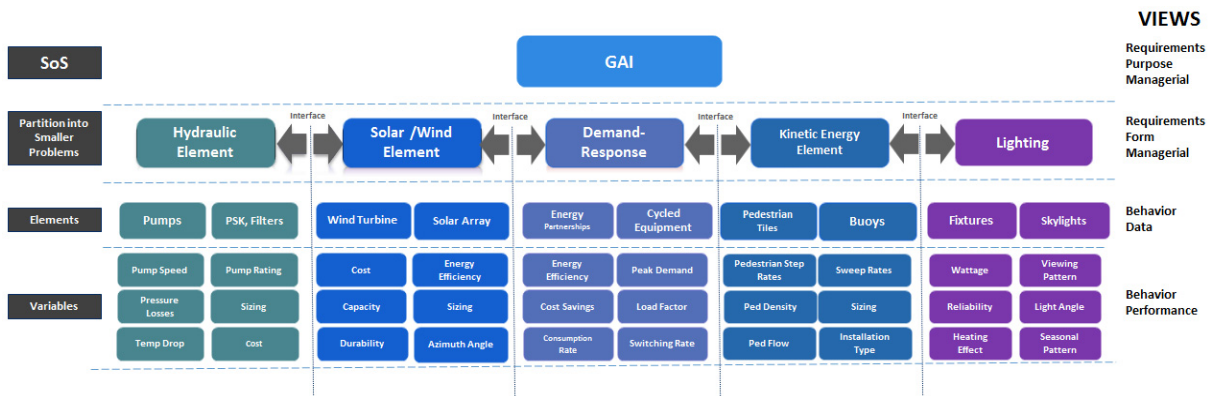 VIEWS
SoS
GAI
Requirements
Purpose
Managerial
Partition into
Smaller
Problems
Hydraulic
Element
Interface
Solar /Wind
Element
Interface
Demand-
Response
Interface
Kinetic Energy
Element
Interface
Lighting
Requirements
Form
Managerial
Elements
Pumps
PSK, Filters
Wind Turbine
Solar Array
Energy
Partnerships
Cycled
Equipment
Pedestrian
Tiles
Buoys
Fixtures
Skylights
Behavior
Data
Variables
Pump Speed
Pump Rating
Cost
Energy
Efficiency
Energy
Efficiency
Peak Demand
Pedestrian Step
Rates
Sweep Rates
Wattage
Viewing
Pattern
Pressure
Losses
Sizing
Capacity
Sizing
Cost Savings
Load Factor
Ped Density
Sizing
Reliability
Light Angle
Temp Drop
Cost
Durability
Azimuth Angle
Consumption
Rate
Switching Rate
Ped Flow
Installation
Type
Heating
Effect
Seasonal
Pattern
Behavior
Performance